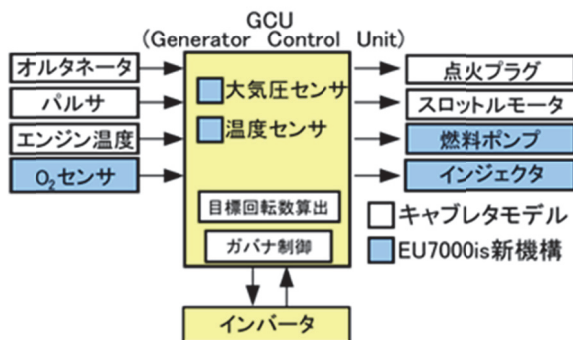 GCU
(Generator Control Unit)
オルタネータ
パルサ
エンジン温度
O₂センサ
大気圧センサ
温度センサ
目標回転数算出
ガバナ制御
点火プラグ
スロットルモータ
燃料ポンプ
インジェクタ
キャブレタモデル
EU7000is新機構
インバータ